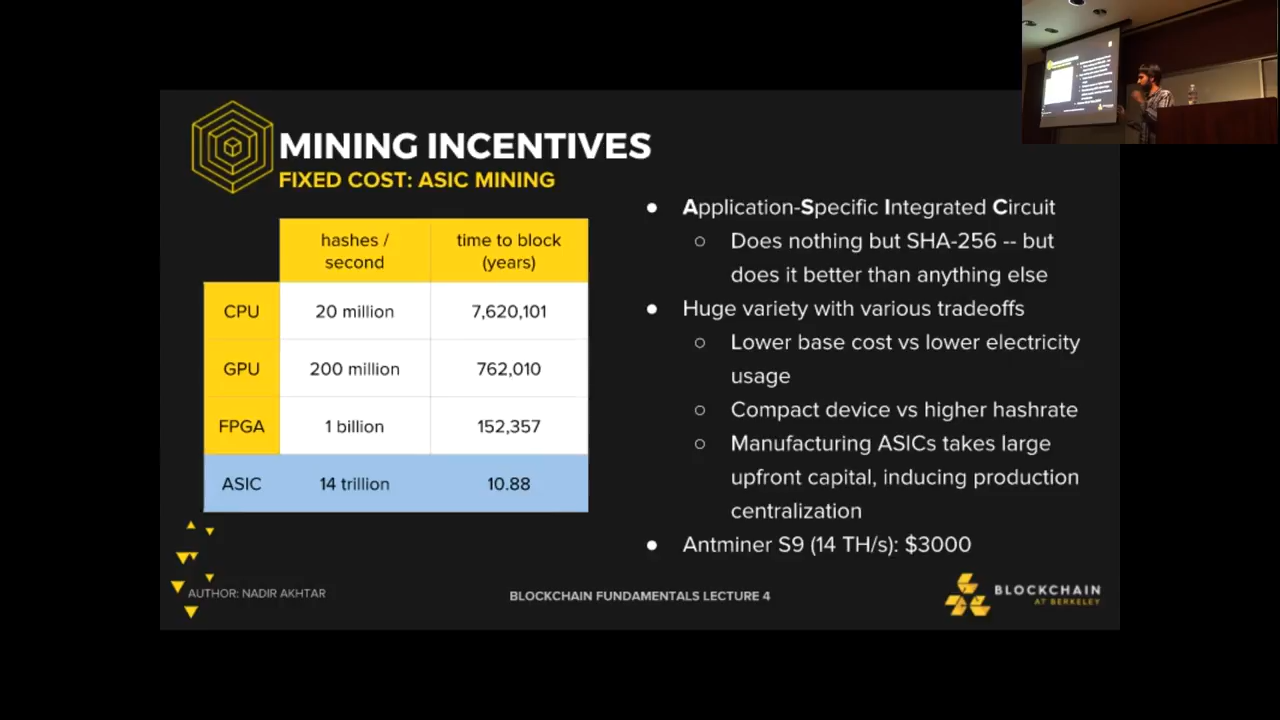 MINING INCENTIVES
FIXED COST: ASIC MINING
hashes /
second
time to block
(years)
CPU
20 million
7,620,101
GPU
200 million
762,010
FPGA
1 billion
152,357
ASIC
14 trillion
10.88
● Application-Specific Integrated Circuit
○ Does nothing but SHA-256 -- but
does it better than anything else
● Huge variety with various tradeoffs
○ Lower base cost vs lower electricity
usage
○ Compact device vs higher hashrate
○ Manufacturing ASICs takes large
upfront capital, inducing production
centralization
● Antminer S9 (14 TH/s): $3000
AUTHOR: NADIR AKHTAR
BLOCKCHAIN FUNDAMENTALS LECTURE 4
BLOCKCHAIN
AT BERKELEY